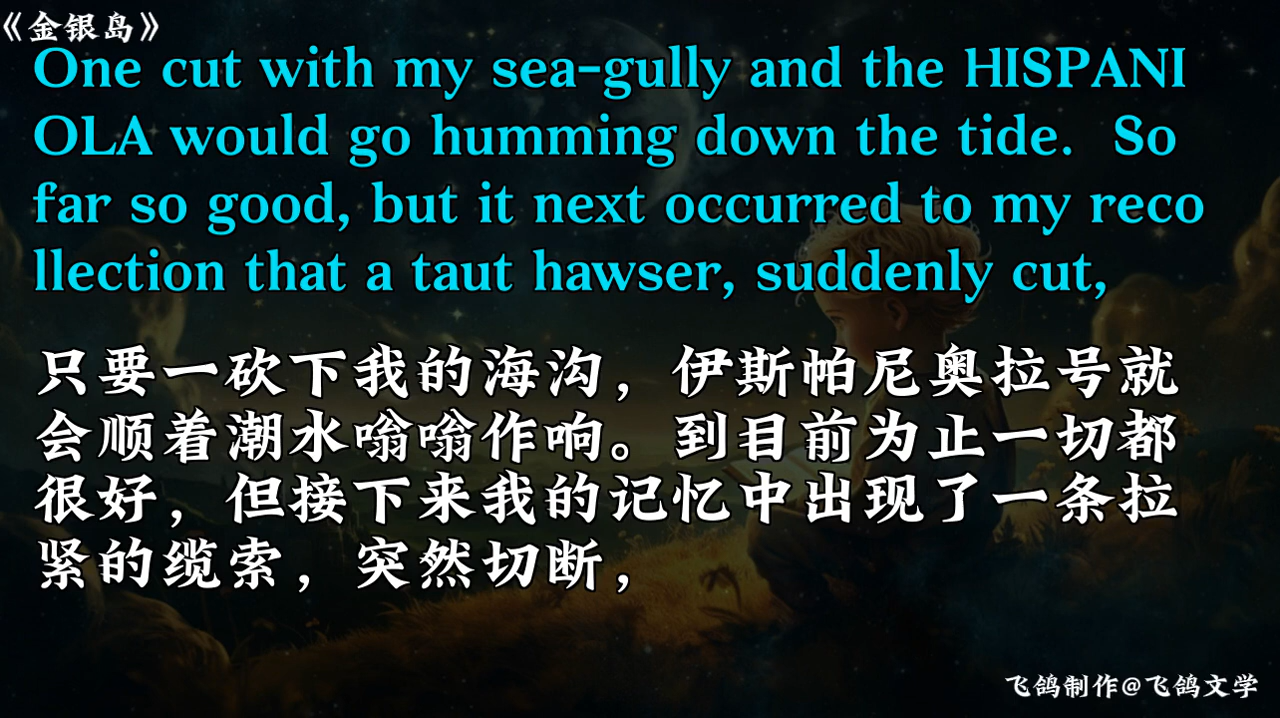 《金银岛》
One cut with my sea-gully and the HISPANI
OLA would go humming down the tide.  So
far so good, but it next occurred to my reco
llection that a taut hawser, suddenly cut,
只要一砍下我的海沟，伊斯帕尼奥拉号就
会顺着潮水嗡嗡作响。到目前为止一切都
很好，但接下来我的记忆中出现了一条拉
紧的缆索，突然切断，
飞鸽制作@飞鸽文学